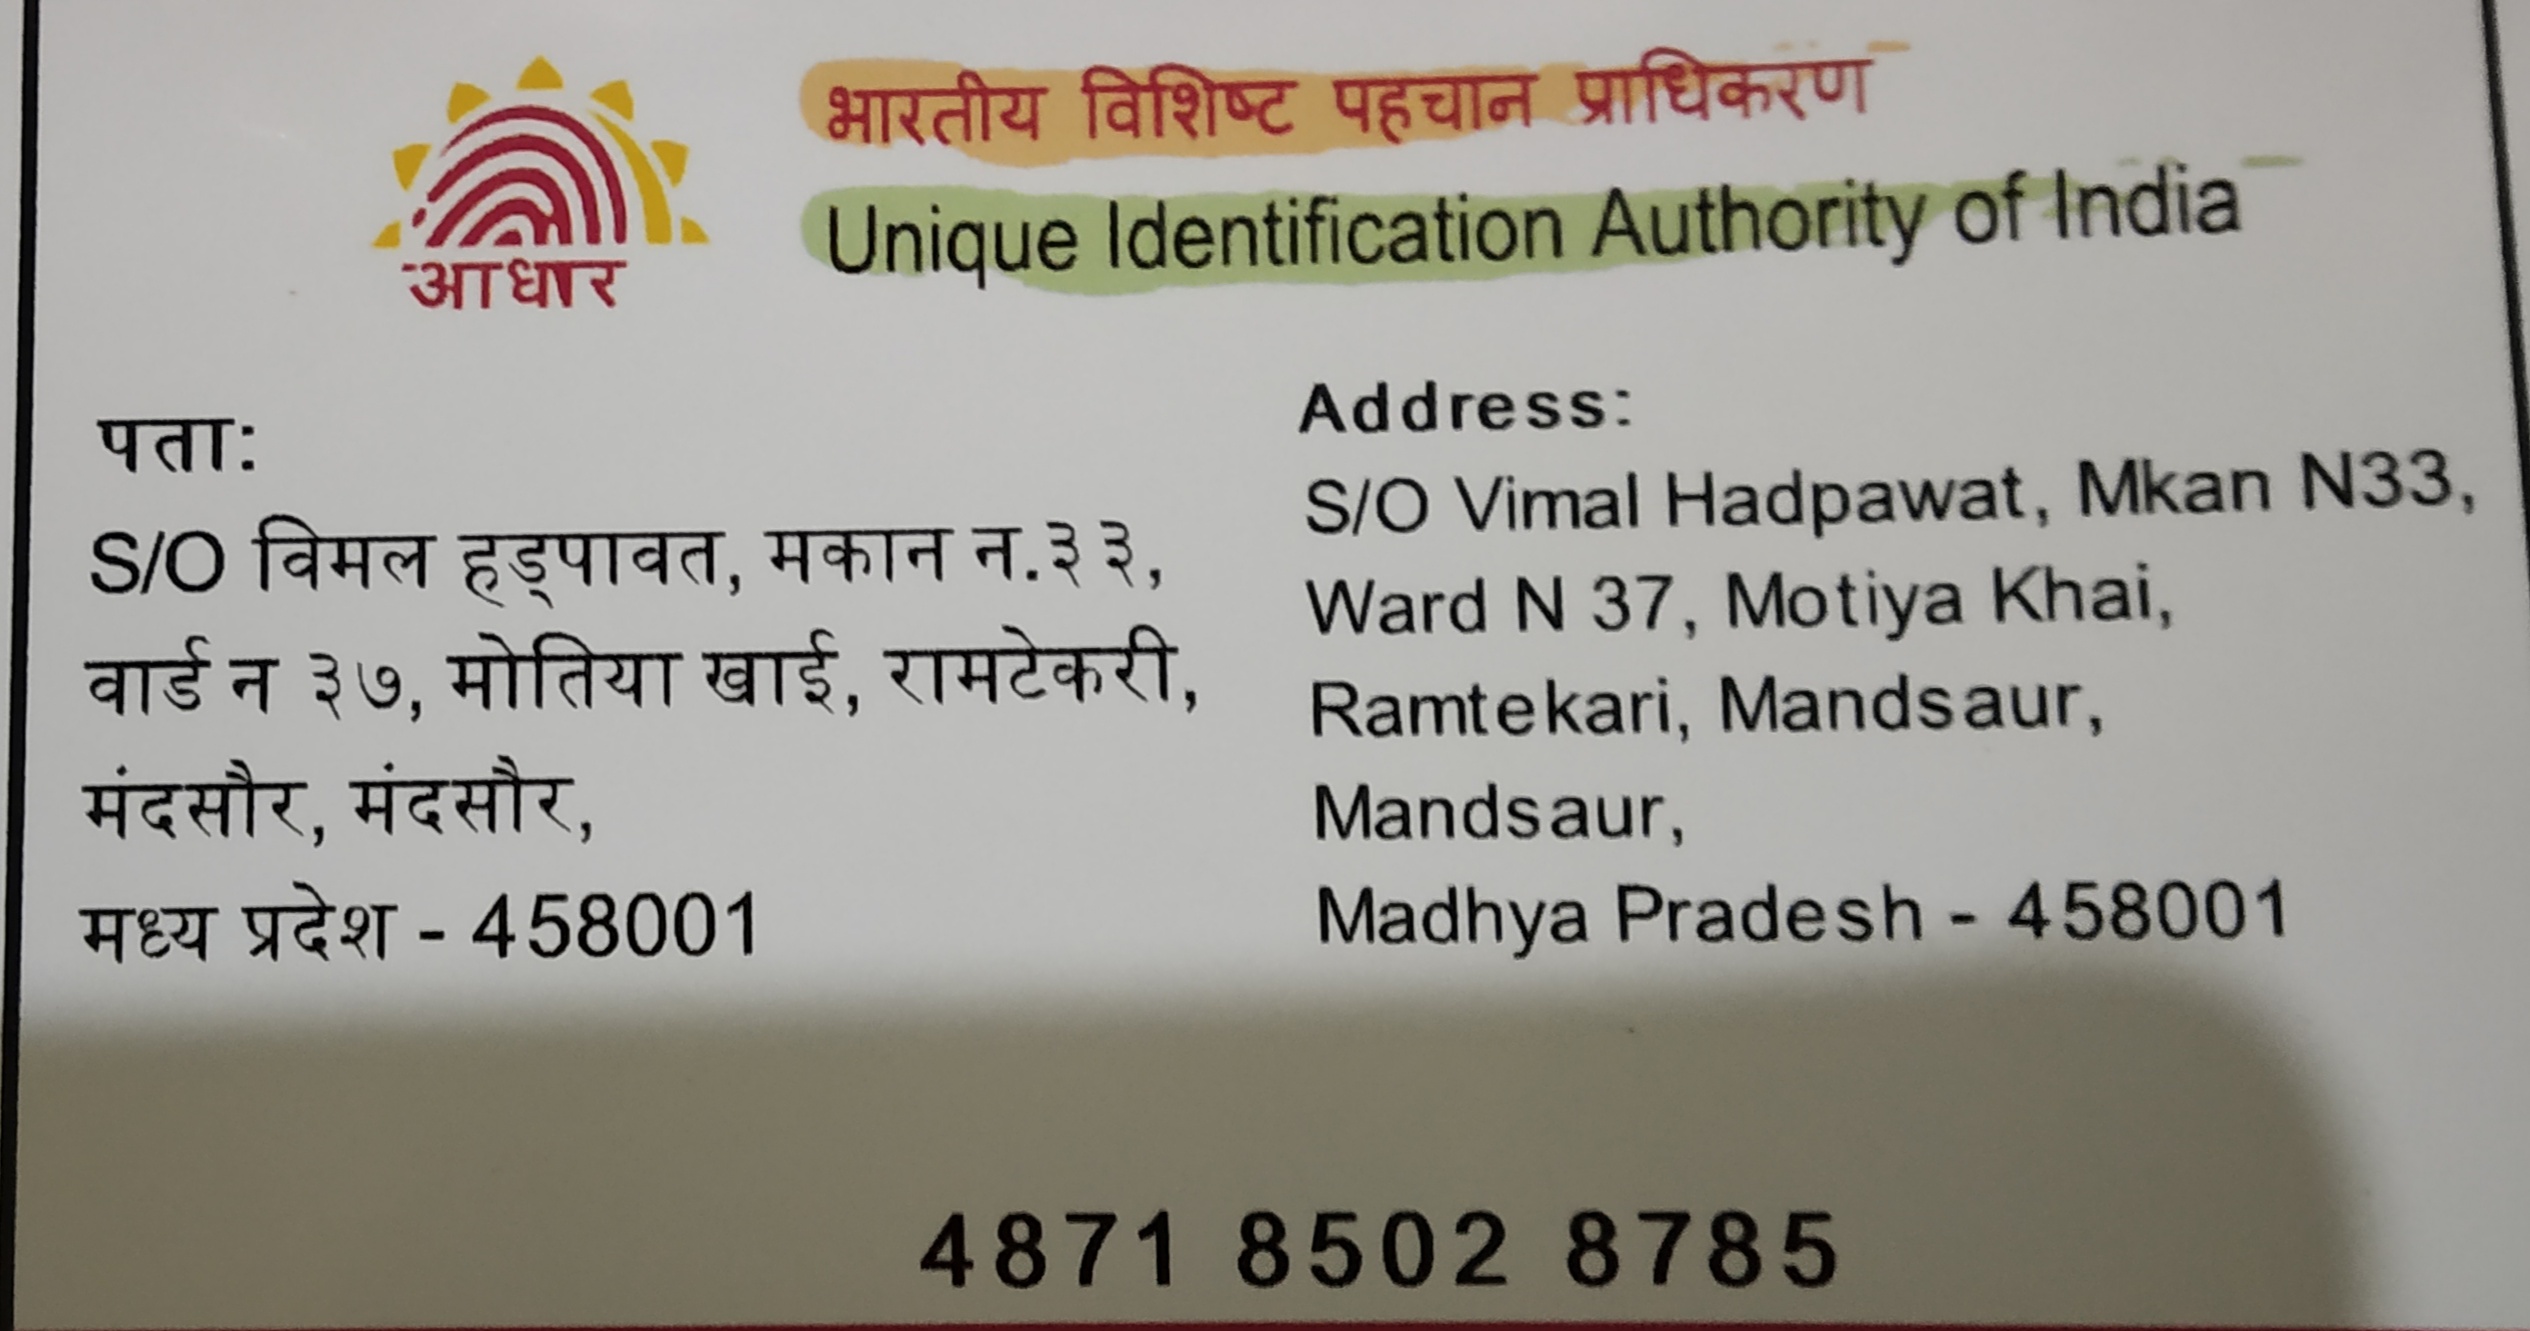 भारतीय विशिष्ट पहचान प्राधिकरण
Unique Identification Authority of India
आधार
पता:
S/O विमल हड्पावत, मकान न.३३,
वार्ड न ३७, मोतिया खाई, रामटेकरी,
मंदसौर, मंदसौर,
मध्य प्रदेश - 458001
Address:
S/O Vimal Hadpawat, Mkan N33,
Ward N 37, Motiya Khai,
Ramtekari, Mandsaur,
Mandsaur,
Madhya Pradesh - 458001
4871 8502 8785